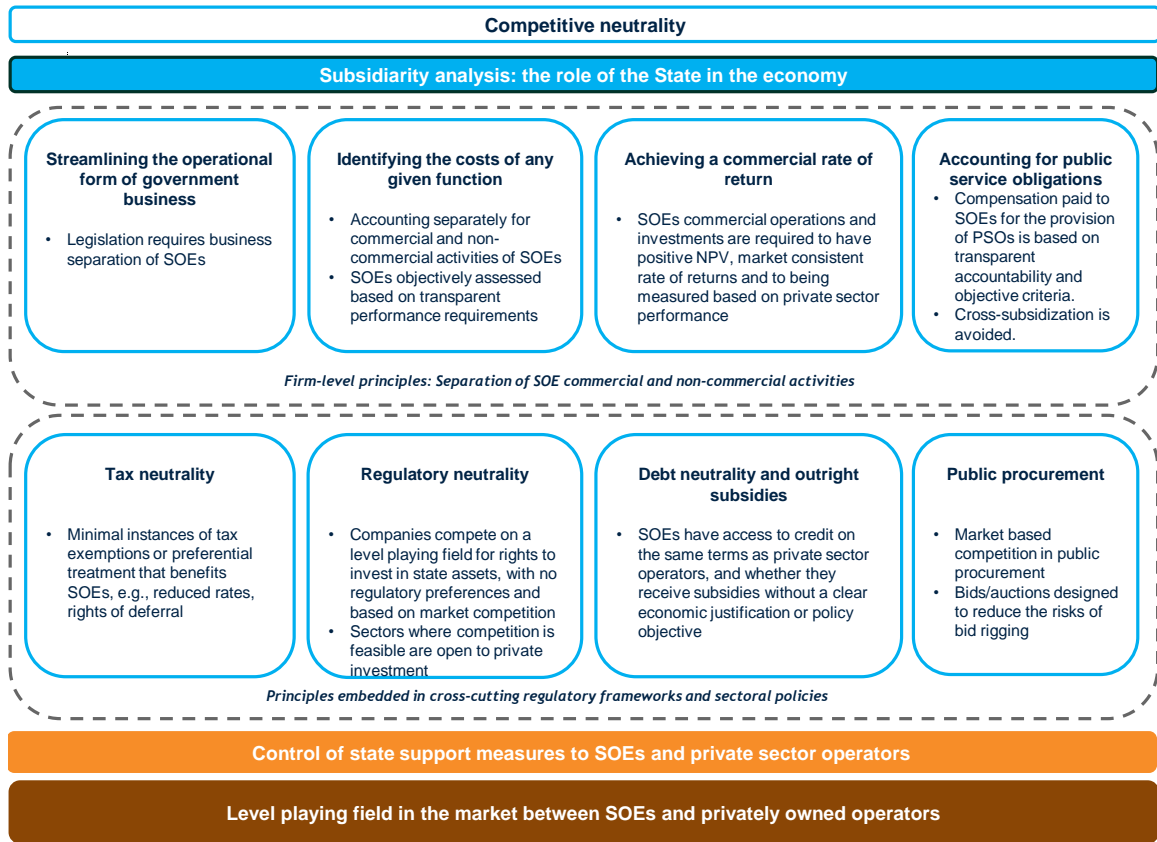 Competitive neutrality
Subsidiarity analysis: the role of the State in the economy
Streamlining the operational
form of government
business
• Legislation requires business
separation of SOEs
Identifying the costs of any
given function
• Accounting separately for
commercial and non-
commercial activities of SOEs
• SOEs objectively assessed
based on transparent
performance requirements
Achieving a commercial rate of
return
• SOEs commercial operations and
investments are required to have
positive NPV, market consistent
rate of returns and to being
measured based on private sector
performance
Accounting for public
service obligations
• Compensation paid to
SOEs for the provision
of PSOs is based on
transparent
accountability and
objective criteria.
• Cross-subsidization is
avoided.
Firm-level principles: Separation of SOE commercial and non-commercial activities
Tax neutrality
• Minimal instances of tax
exemptions or preferential
treatment that benefits
SOEs, e.g., reduced rates,
rights of deferral
Regulatory neutrality
• Companies compete on a
level playing field for rights to
invest in state assets, with no
regulatory preferences and
based on market competition
• Sectors where competition is
feasible are open to private
investment
Debt neutrality and outright
subsidies
• SOEs have access to credit on
the same terms as private sector
operators, and whether they
receive subsidies without a clear
economic justification or policy
objective
Public procurement
• Market based
competition in public
procurement
• Bids/auctions designed
to reduce the risks of
bid rigging
Principles embedded in cross-cutting regulatory frameworks and sectoral policies
Control of state support measures to SOEs and private sector operators
Level playing field in the market between SOEs and privately owned operators